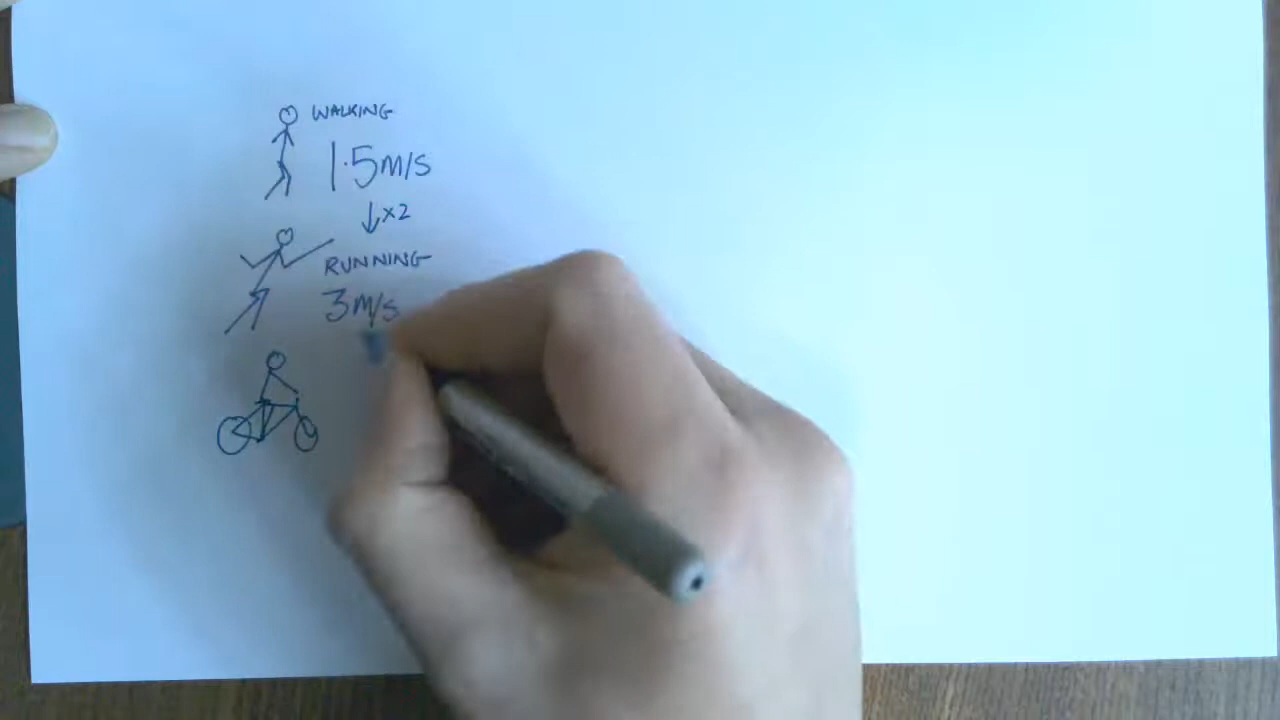 WALKING
1.5m/s
↓×2
RUNNING
3m/s